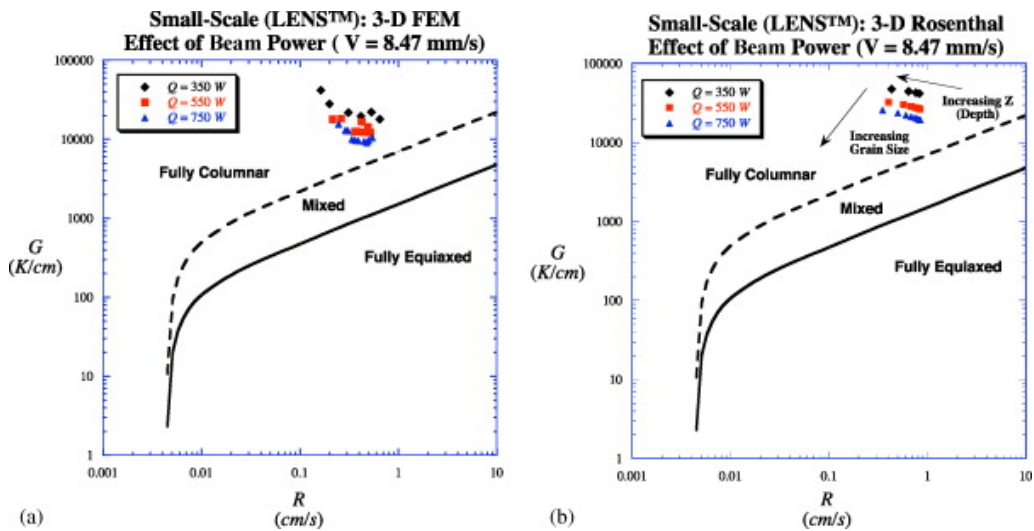 Small-Scale (LENS™): 3-D FEM
Effect of Beam Power ( V = 8.47 mm/s)
100000
10000
1000
100
10
1
G
(K/cm)
Q = 350 W
Q = 550 W
Q = 750 W
Fully Columnar
Mixed
Fully Equiaxed
0.001
0.01
0.1
1
10
R
(cm/s)
(a)
Small-Scale (LENS™): 3-D Rosenthal
Effect of Beam Power ( V = 8.47 mm/s)
100000
10000
1000
100
10
1
G
(K/cm)
Q = 350 W
Q = 550 W
Q = 750 W
Increasing Z
(Depth)
Increasing
Grain Size
Fully Columnar
Mixed
Fully Equiaxed
0.001
0.01
0.1
1
10
R
(cm/s)
(b)